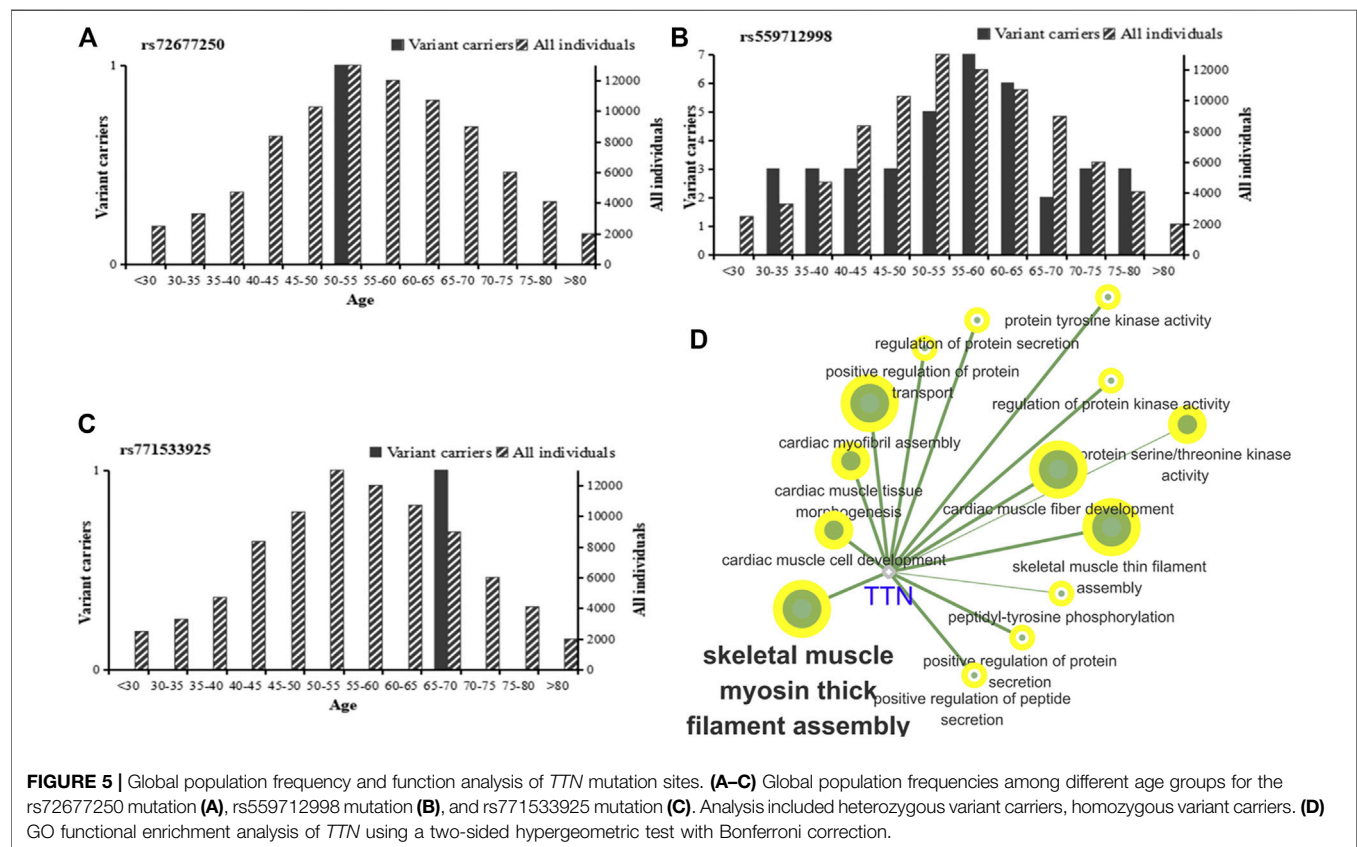 A
rs72677250
Variant carriers All individuals
1
0
Variant carriers
12000
10000
8000
6000
4000
2000
0
All individuals
<30 30-35 35-40 40-45 45-50 50-55 55-60 60-65 65-70 70-75 75-80 >80
Age
B
rs559712998
Variant carriers All individuals
7
6
5
4
3
2
1
0
Variant carriers
12000
10000
8000
6000
4000
2000
0
All individuals
<30 30-35 35-40 40-45 45-50 50-55 55-60 60-65 65-70 70-75 75-80 >80
Age
C
rs771533925
Variant carriers All individuals
1
0
Variant carriers
12000
10000
8000
6000
4000
2000
0
All individuals
<30 30-35 35-40 40-45 45-50 50-55 55-60 60-65 65-70 70-75 75-80 >80
Age
D
protein tyrosine kinase activity
regulation of protein secretion
positive regulation of protein
transport
regulation of protein kinase activity
cardiac myofibril assembly
protein serine/threonine kinase
activity
cardiac muscle tissue
morphogenesis
cardiac muscle fiber development
cardiac muscle cell development
skeletal muscle thin filament
assembly
TTN
peptidyl-tyrosine phosphorylation
skeletal muscle
myosin thick
filament assembly
positive regulation of protein
secretion
positive regulation of peptide
secretion
FIGURE 5 | Global population frequency and function analysis of TTN mutation sites. (A–C) Global population frequencies among different age groups for the
rs72677250 mutation (A), rs559712998 mutation (B), and rs771533925 mutation (C). Analysis included heterozygous variant carriers, homozygous variant carriers. (D)
GO functional enrichment analysis of TTN using a two-sided hypergeometric test with Bonferroni correction.